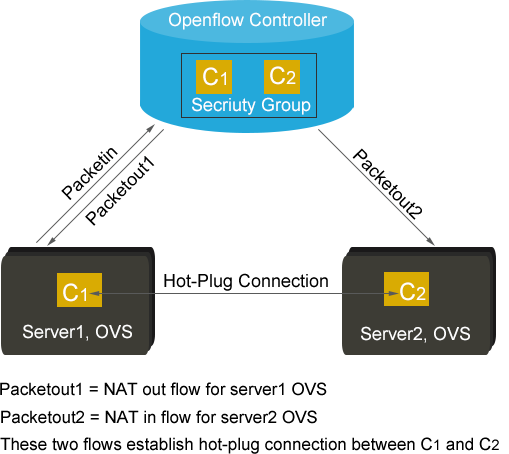 Openflow Controller
C1 C2
Secriuty Group
Packetin
Packetout1
Packetout2
Hot-Plug Connection
C1 C2
Server1, OVS
Server2, OVS
Packetout1 = NAT out flow for server1 OVS
Packetout2 = NAT in flow for server2 OVS
These two flows establish hot-plug connection between C1 and C2